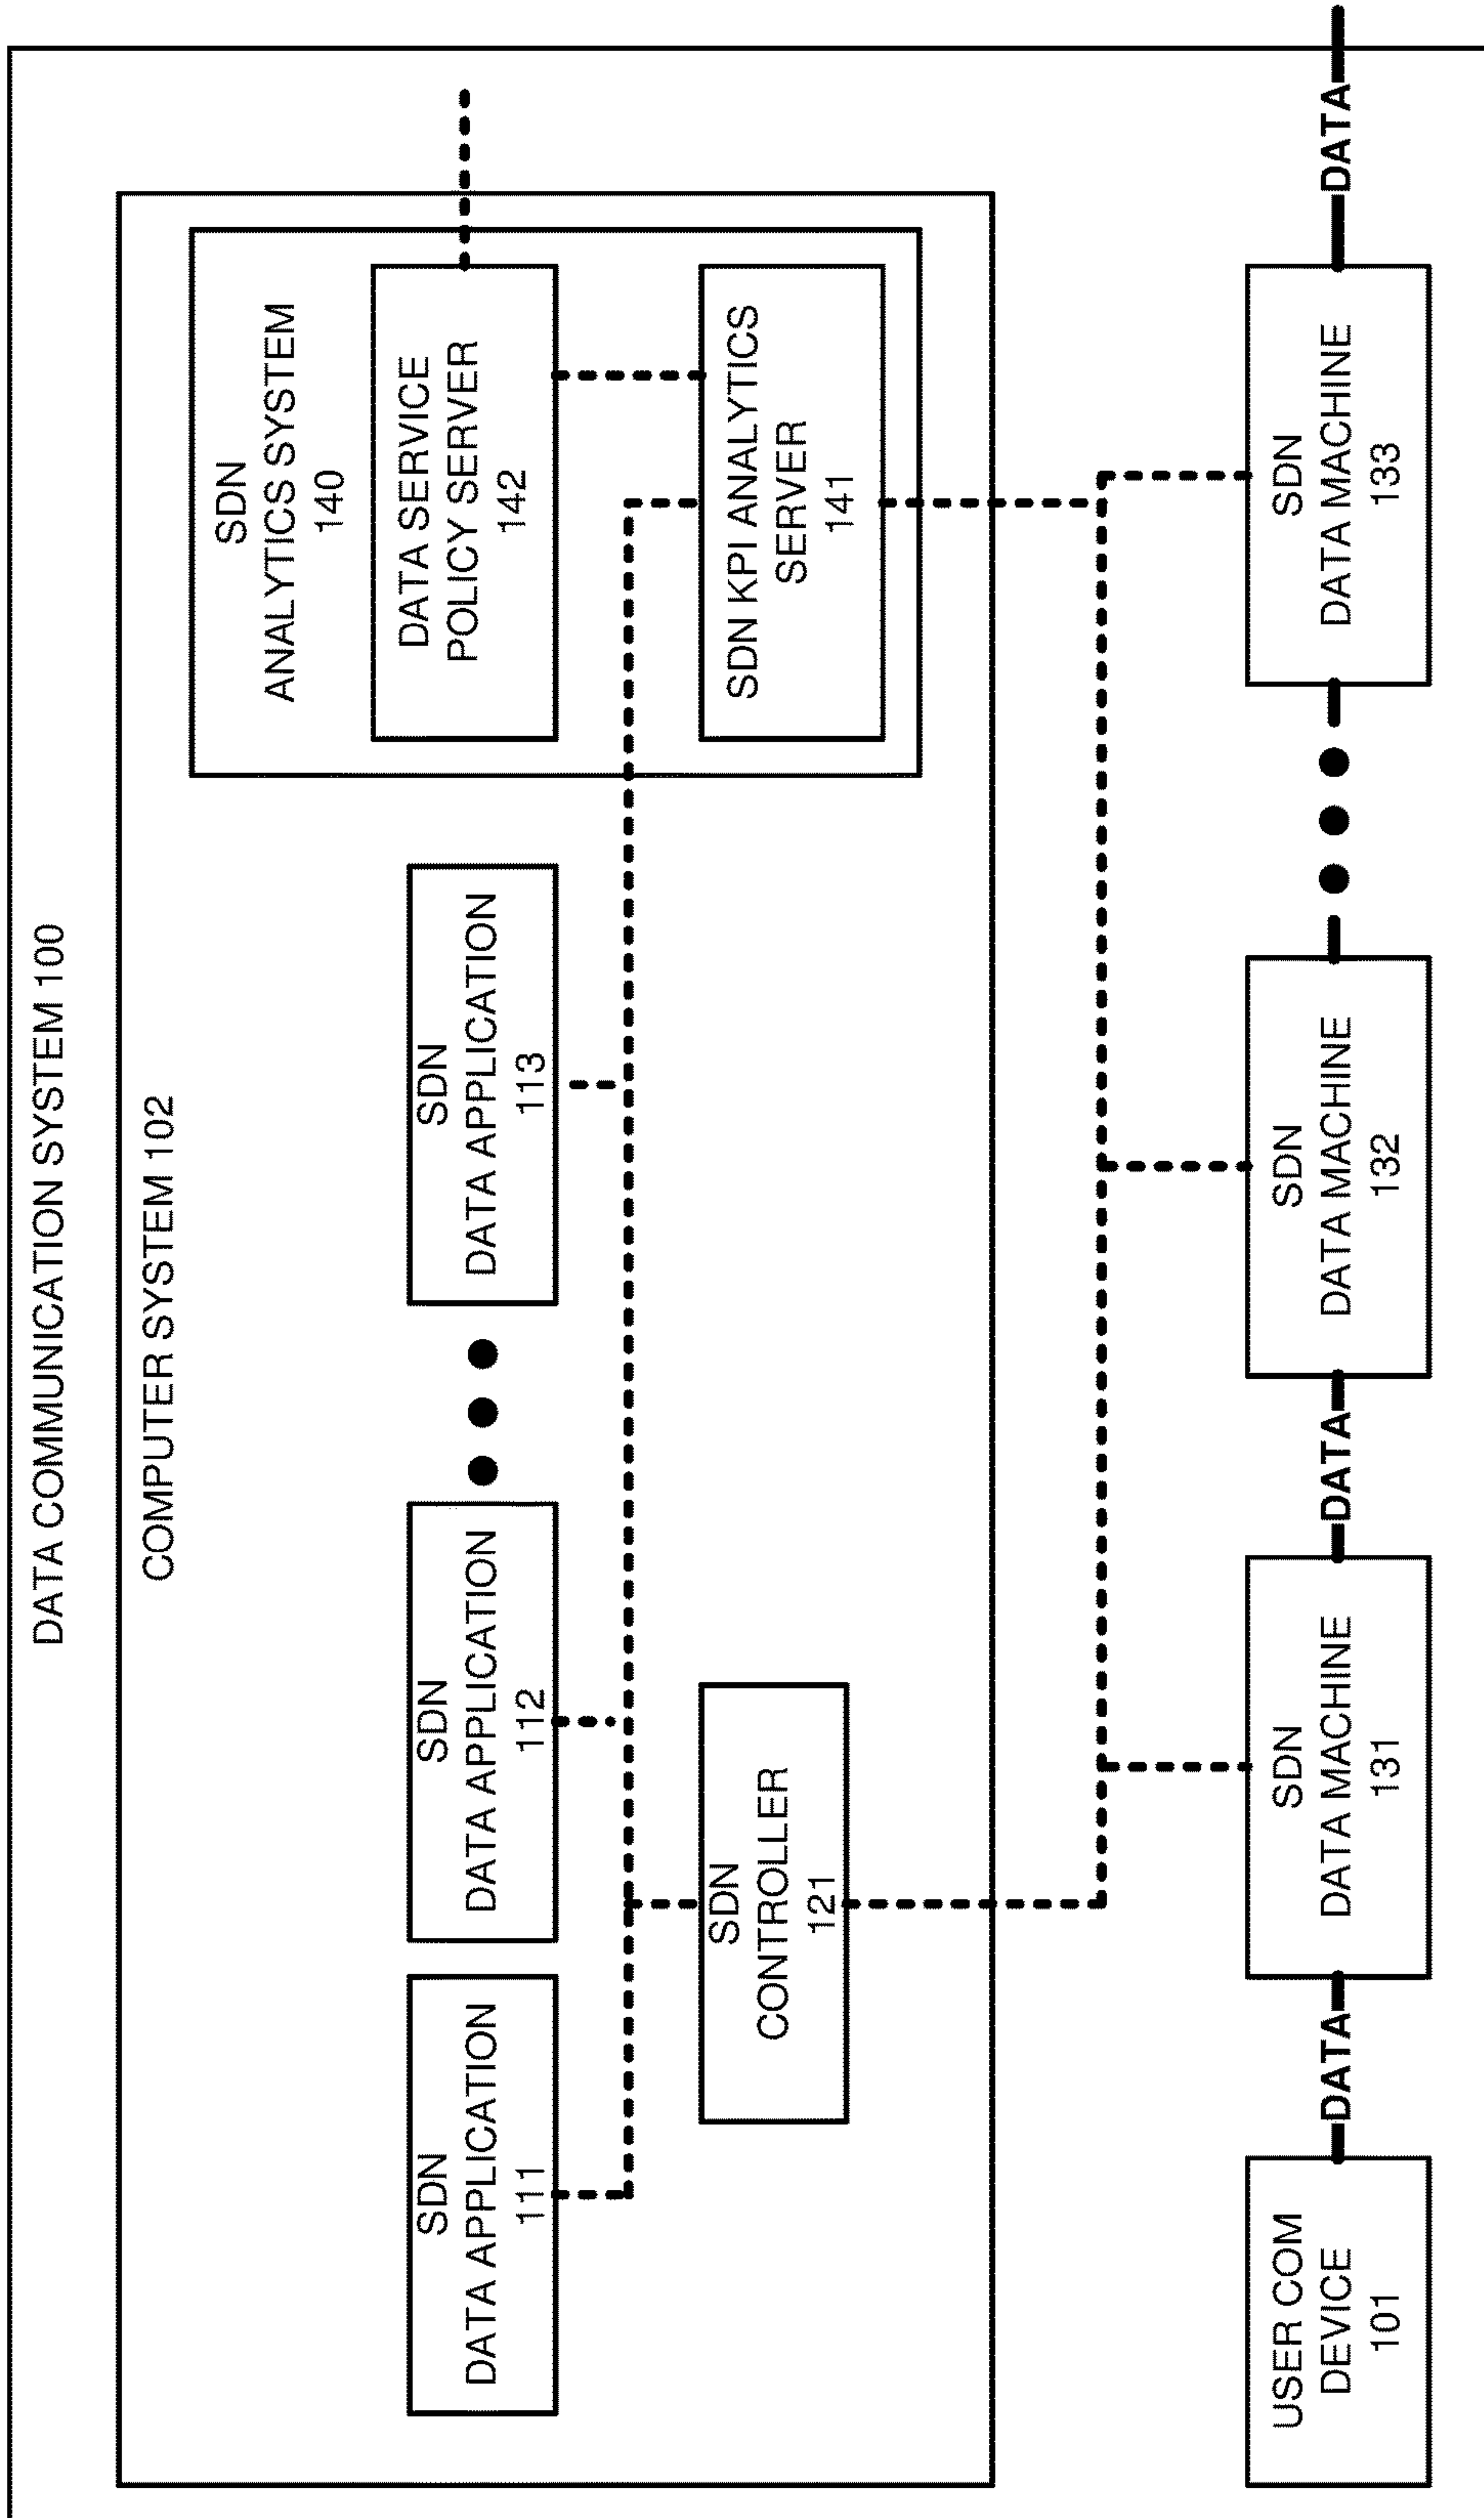 DATA COMMUNICATION SYSTEM 100
COMPUTER SYSTEM 102
SDN
DATA APPLICATION
111
SDN
DATA APPLICATION
112
SDN
DATA APPLICATION
113
SDN
ANALYTICS SYSTEM
140
DATA SERVICE
POLICY SERVER
142
SDN
CONTROLLER
121
SDN KPI ANALYTICS
SERVER
141
USER COM
DEVICE
101
DATA
SDN
DATA MACHINE
131
DATA
SDN
DATA MACHINE
132
SDN
DATA MACHINE
133
DATA